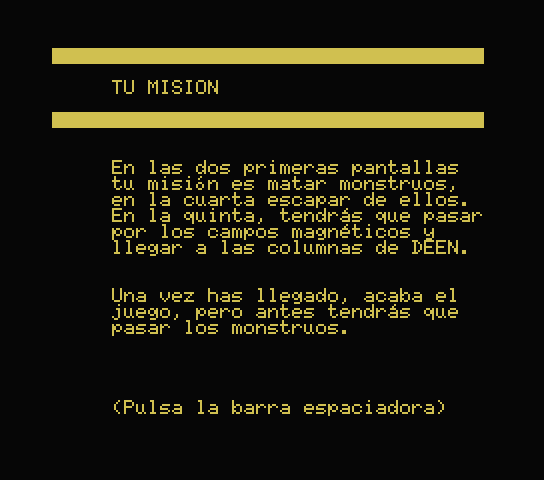 TU MISION
En las dos primeras pantallas
tu misión es matar monstruos,
en la cuarta escapar de ellos.
En la quinta, tendrás que pasar
por los campos magnéticos y
llegar a las columnas de DEEN.
Una vez has llegado, acaba el
juego, pero antes tendrás que
pasar los monstruos.
(Pulsa la barra espaciadora)